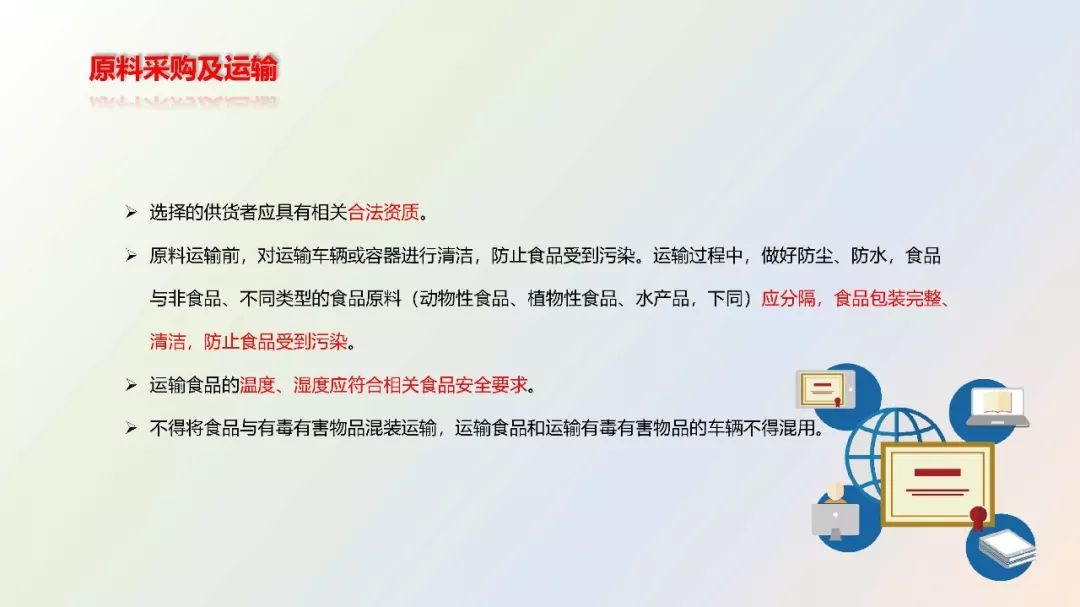 原料采购及运输
➢ 选择的供货者应具有相关合法资质。
➢ 原料运输前，对运输车辆或容器进行清洁，防止食品受到污染。运输过程中，做好防尘、防水，食品
与非食品、不同类型的食品原料（动物性食品、植物性食品、水产品，下同）应分隔，食品包装完整、
清洁，防止食品受到污染。
➢ 运输食品的温度、湿度应符合相关食品安全要求。
➢ 不得将食品与有毒有害物品混装运输，运输食品和运输有毒有害物品的车辆不得混用。